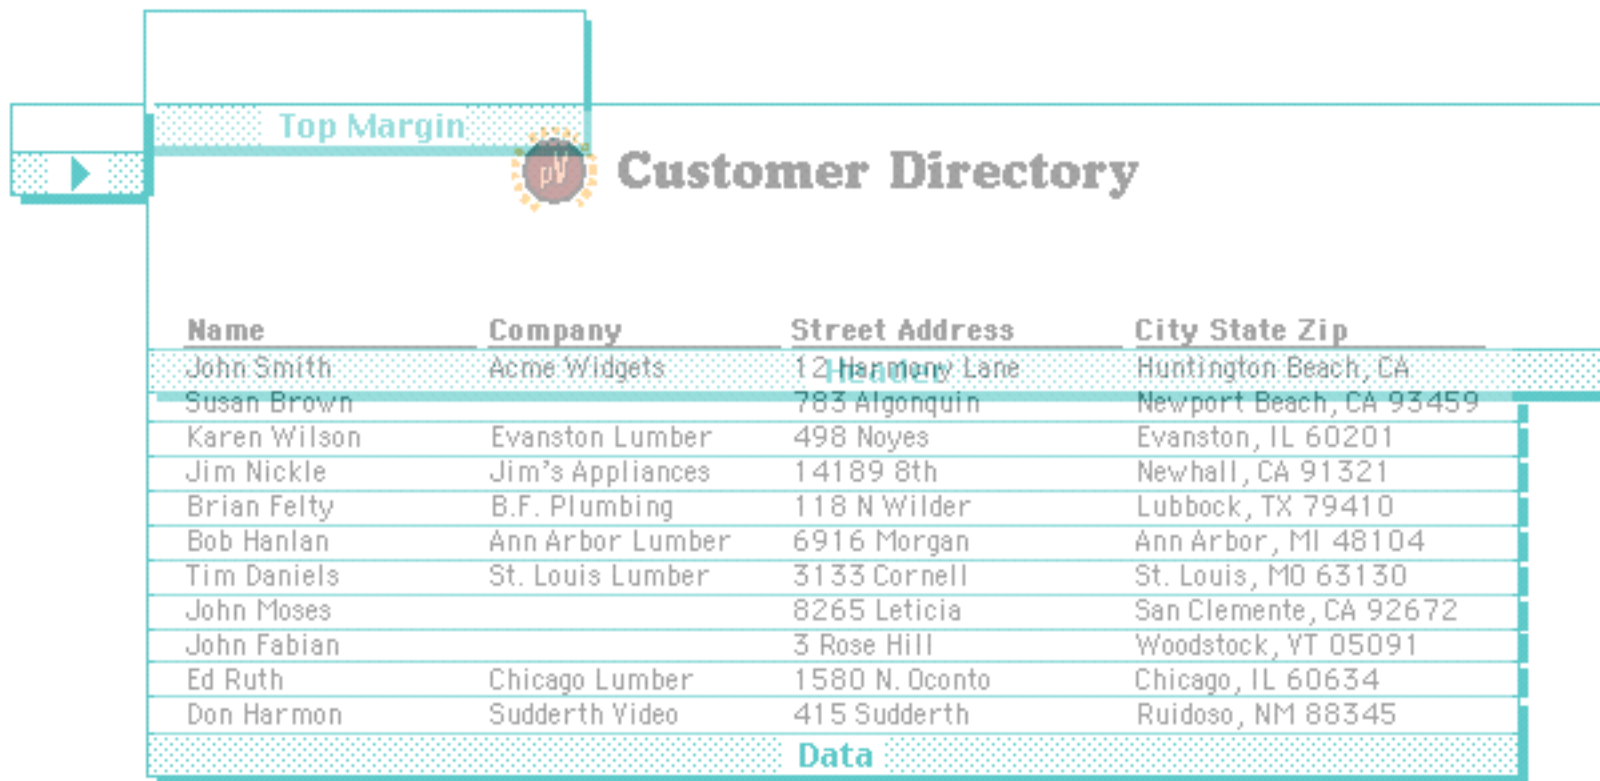 Top Margin
pV Customer Directory
Name Company Street Address City State Zip
John Smith Acme Widgets 12 Harmony Lane Huntington Beach, CA
Header
Susan Brown 783 Algonquin Newport Beach, CA 93459
Karen Wilson Evanston Lumber 498 Noyes Evanston, IL 60201
Jim Nickle Jim's Appliances 14189 8th Newhall, CA 91321
Brian Felty B.F. Plumbing 118 N Wilder Lubbock, TX 79410
Bob Hanlan Ann Arbor Lumber 6916 Morgan Ann Arbor, MI 48104
Tim Daniels St. Louis Lumber 3133 Cornell St. Louis, MO 63130
John Moses 8265 Leticia San Clemente, CA 92672
John Fabian 3 Rose Hill Woodstock, VT 05091
Ed Ruth Chicago Lumber 1580 N. Oconto Chicago, IL 60634
Don Harmon Sudderth Video 415 Sudderth Ruidoso, NM 88345
Data